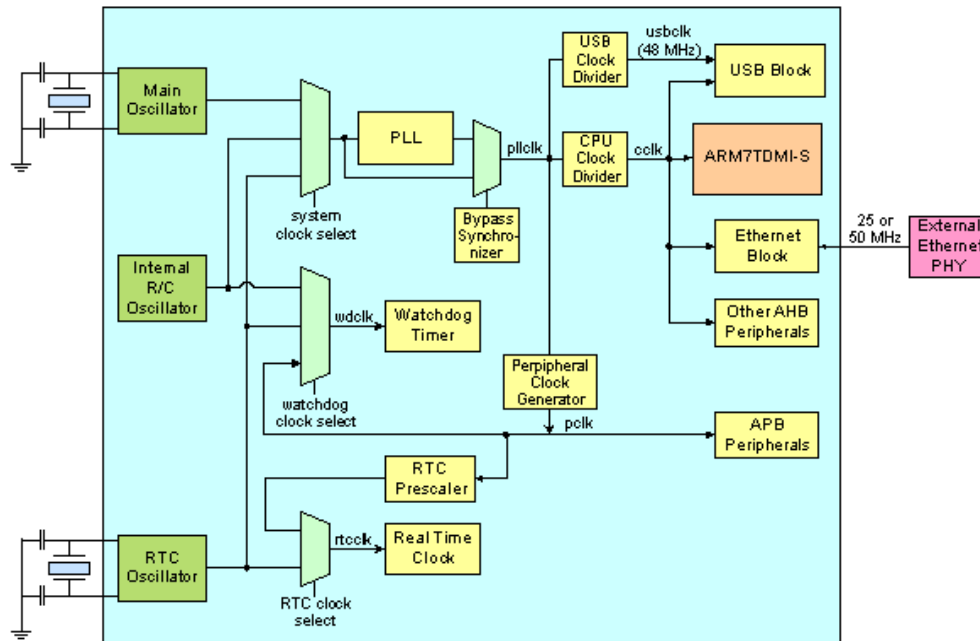 USB
Clock
Divider
usbclk
(48 MHz)
USB Block
Main
Oscillator
PLL
pllclk
CPU
Clock
Divider
cclk
ARM7TDMI-S
system
clock select
Bypass
Synchro-
nizer
25 or
50 MHz
External
Ethernet
PHY
Ethernet
Block
Internal
R/C
Oscillator
wdclk
Watchdog
Timer
Other AHB
Peripherals
Perpipheral
Clock
Generator
watchdog
clock select
pclk
APB
Peripherals
RTC
Prescaler
RTC
Oscillator
rtcclk
Real Time
Clock
RTC clock
select